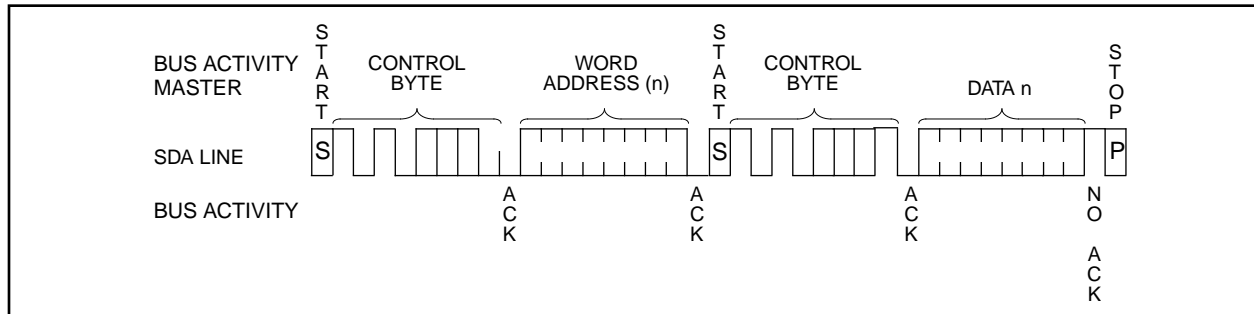 BUS ACTIVITY
MASTER
START
CONTROL
BYTE
WORD
ADDRESS (n)
START
CONTROL
BYTE
DATA n
STOP
SDA LINE
S
S
P
BUS ACTIVITY
ACK
ACK
ACK
NO ACK